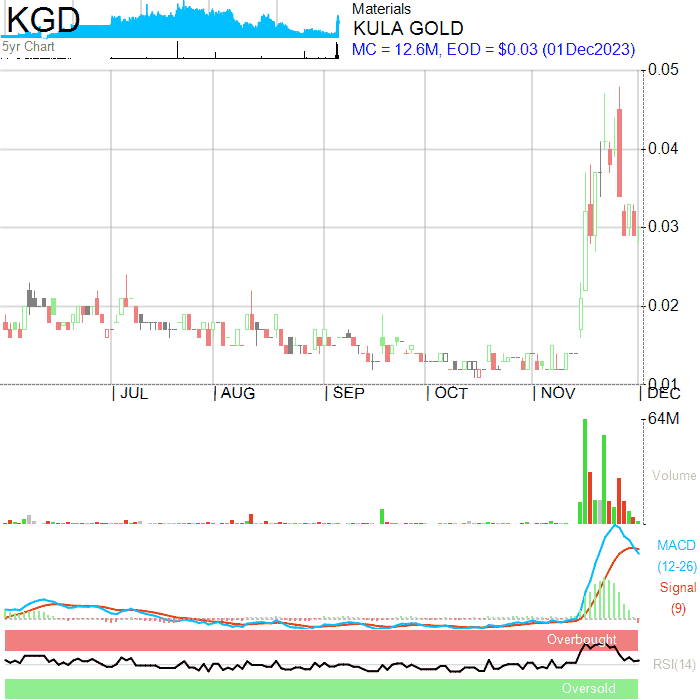 KGD
5yr Chart
Materials
KULA GOLD
MC = 12.6M, EOD = $0.03 (01Dec2023)
0.05
0.04
0.03
0.02
0.01
JUL AUG SEP OCT NOV DEC
64M
Volume
MACD
(12-26)
Signal
(9)
Overbought
RSI(14)
Oversold